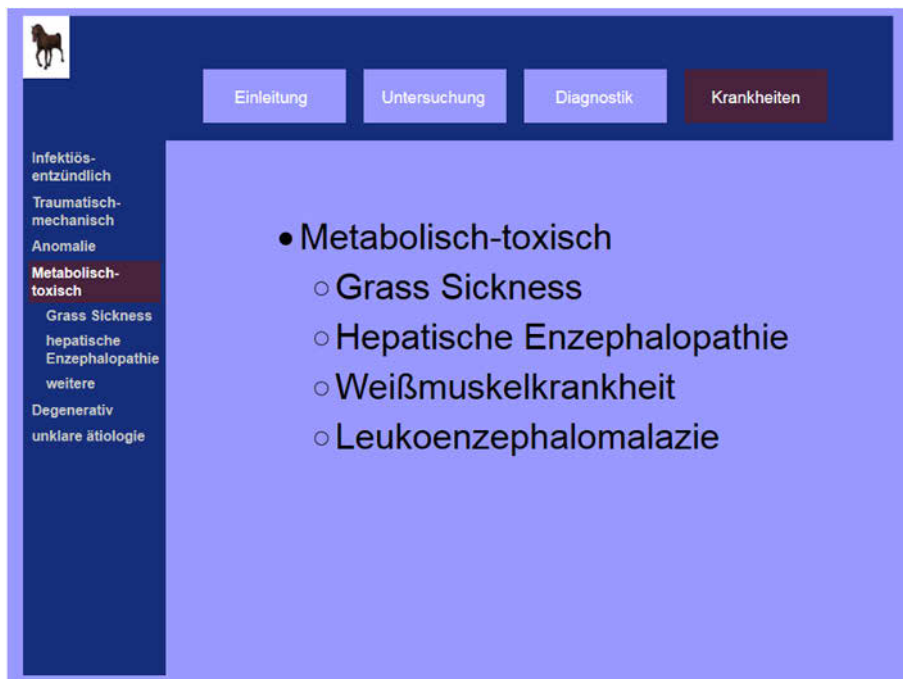 Einleitung
Untersuchung
Diagnostik
Krankheiten
Infektiös-
entzündlich
Traumatisch-
mechanisch
Anomalie
Metabolisch-
toxisch
Grass Sickness
hepatische
Enzephalopathie
weitere
Degenerativ
unklare ätiologie
• Metabolisch-toxisch
○ Grass Sickness
○ Hepatische Enzephalopathie
○ Weißmuskelkrankheit
○ Leukoenzephalomalazie